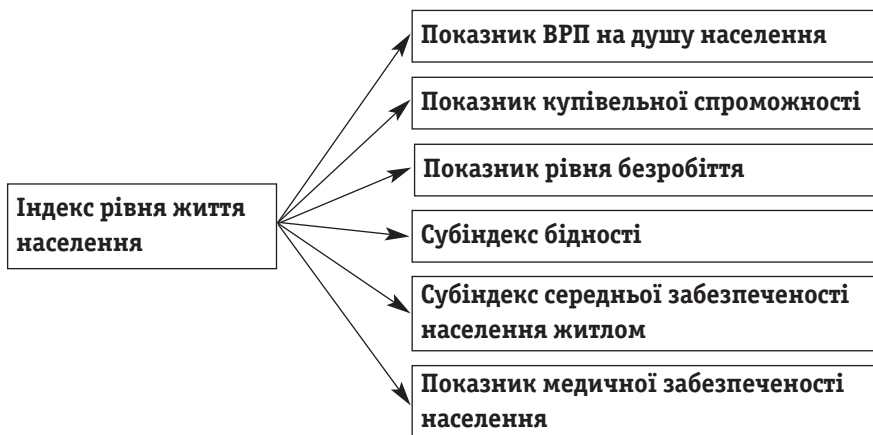 Показник ВРП на душу населення
Показник купівельної спроможності
Показник рівня безробіття
Індекс рівня життя
населення
Субіндекс бідності
Субіндекс середньої забезпеченості
населення житлом
Показник медичної забезпеченості
населення